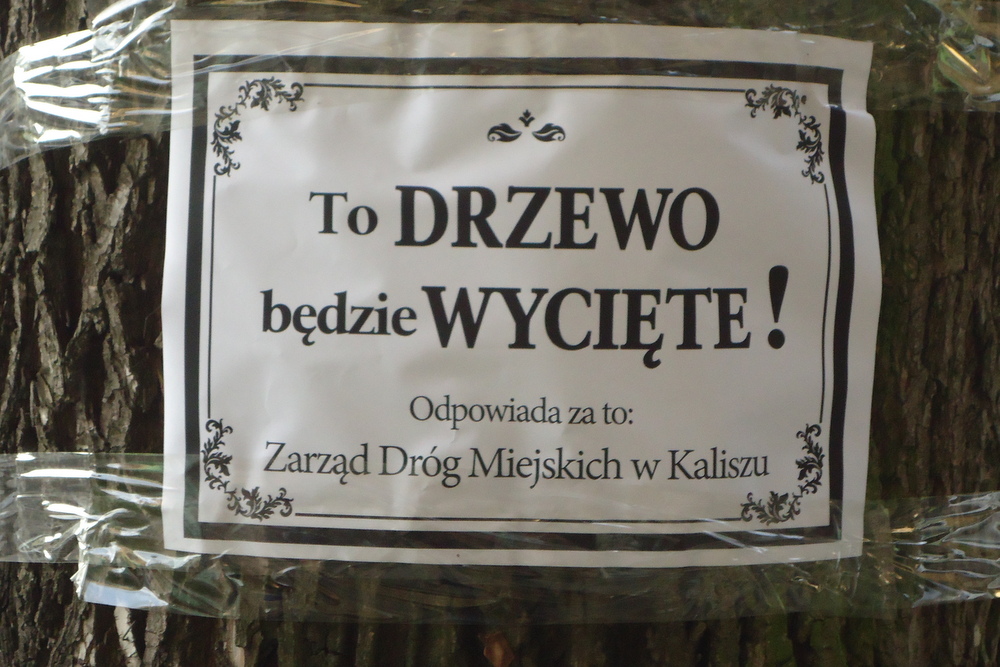 To DRZEWO
będzie WYCIĘTE!
Odpowiada za to:
Zarząd Dróg Miejskich w Kaliszu